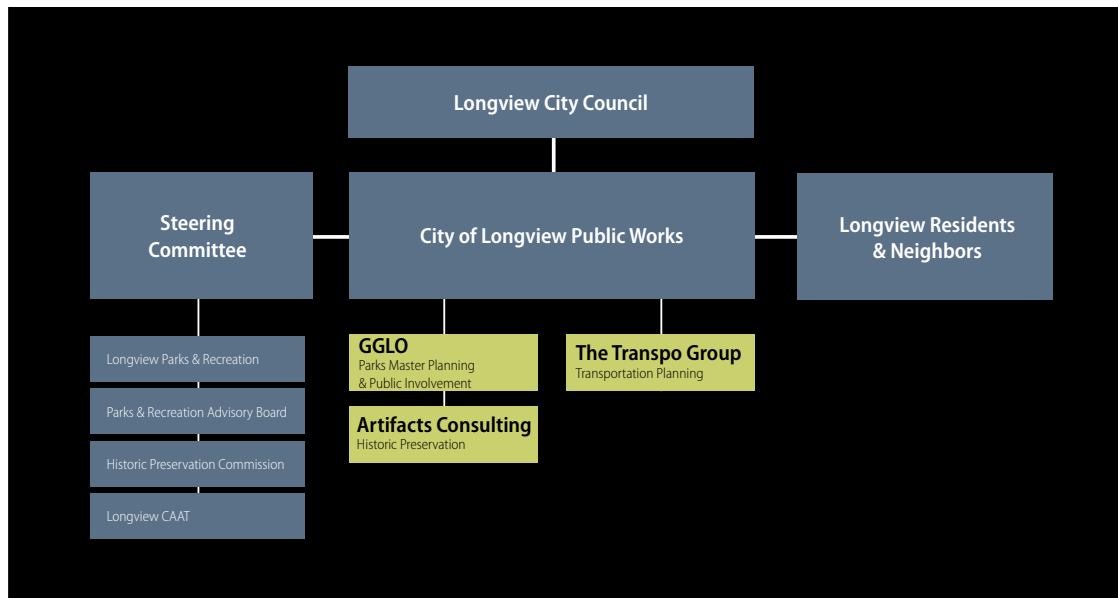 Longview City Council
Steering
Committee
City of Longview Public Works
Longview Residents
& Neighbors
Longview Parks & Recreation
Parks & Recreation Advisory Board
Historic Preservation Commission
Longview CAAT
GGLO
Parks Master Planning
& Public Involvement
Artifacts Consulting
Historic Preservation
The Transpo Group
Transportation Planning